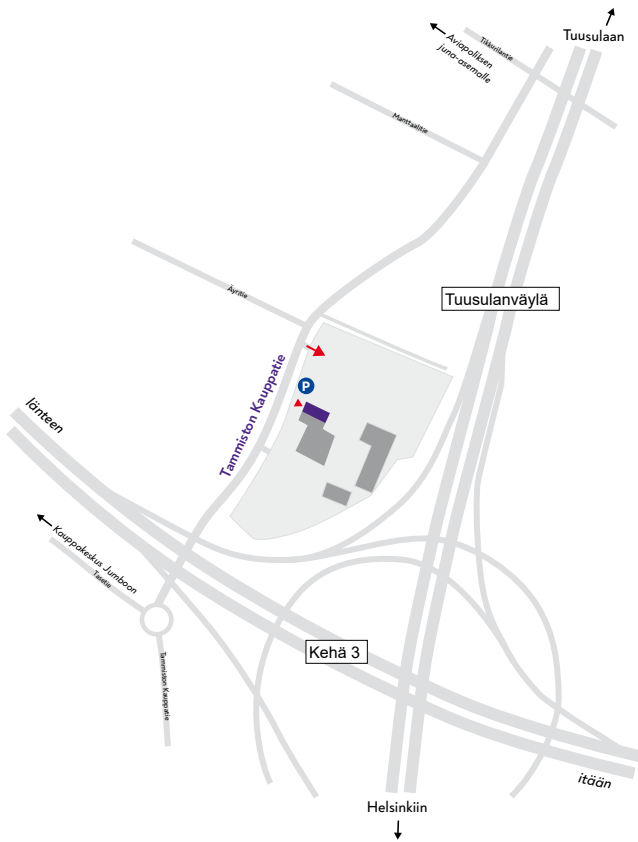 Tuusulaan
Tikkurilantie
Aviapoliksen
juna-asemalle
Manttaalitie
Tuusulanväylä
Äyritie
P
Tammiston Kauppatie
länteen
Kauppakeskus Jumboon
Tasetie
Kehä 3
Tammiston Kauppatie
itään
Helsinkiin